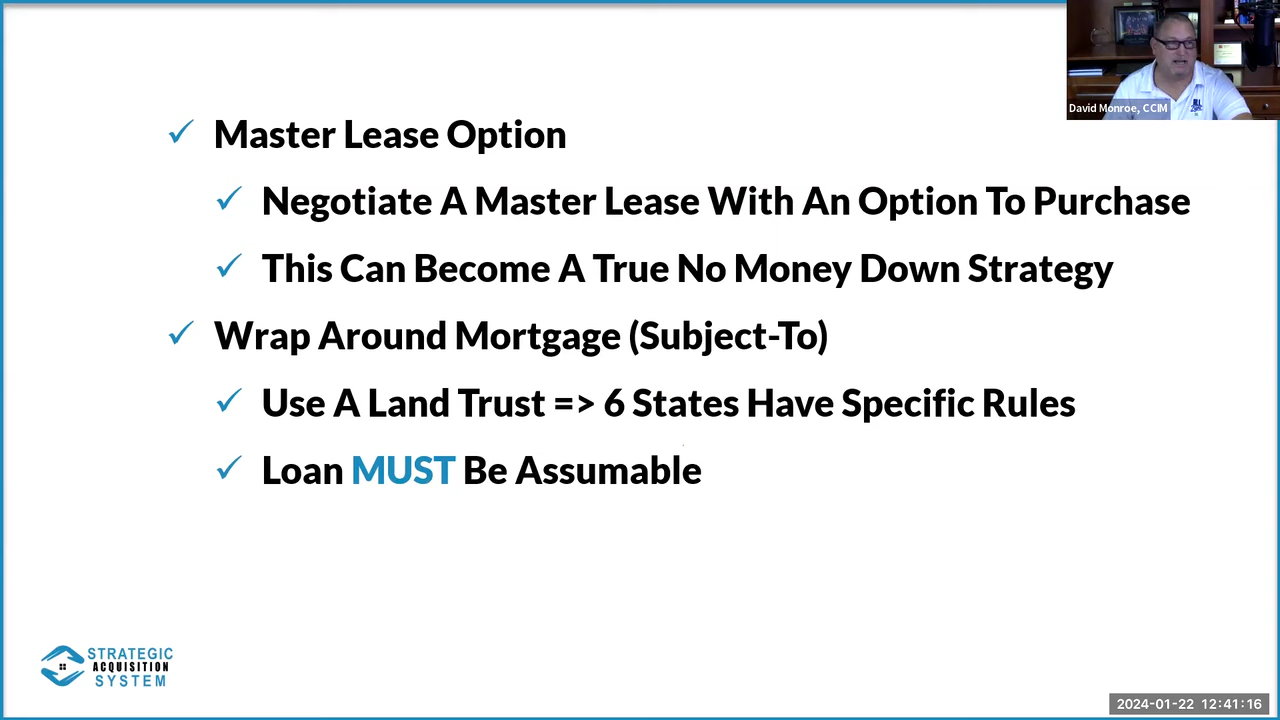 David Monroe, CCIM
Master Lease Option
Negotiate A Master Lease With An Option To Purchase
This Can Become A True No Money Down Strategy
Wrap Around Mortgage (Subject-To)
Use A Land Trust => 6 States Have Specific Rules
Loan MUST Be Assumable
STRATEGIC
ACQUISITION
SYSTEM
2024-01-22 12:41:16